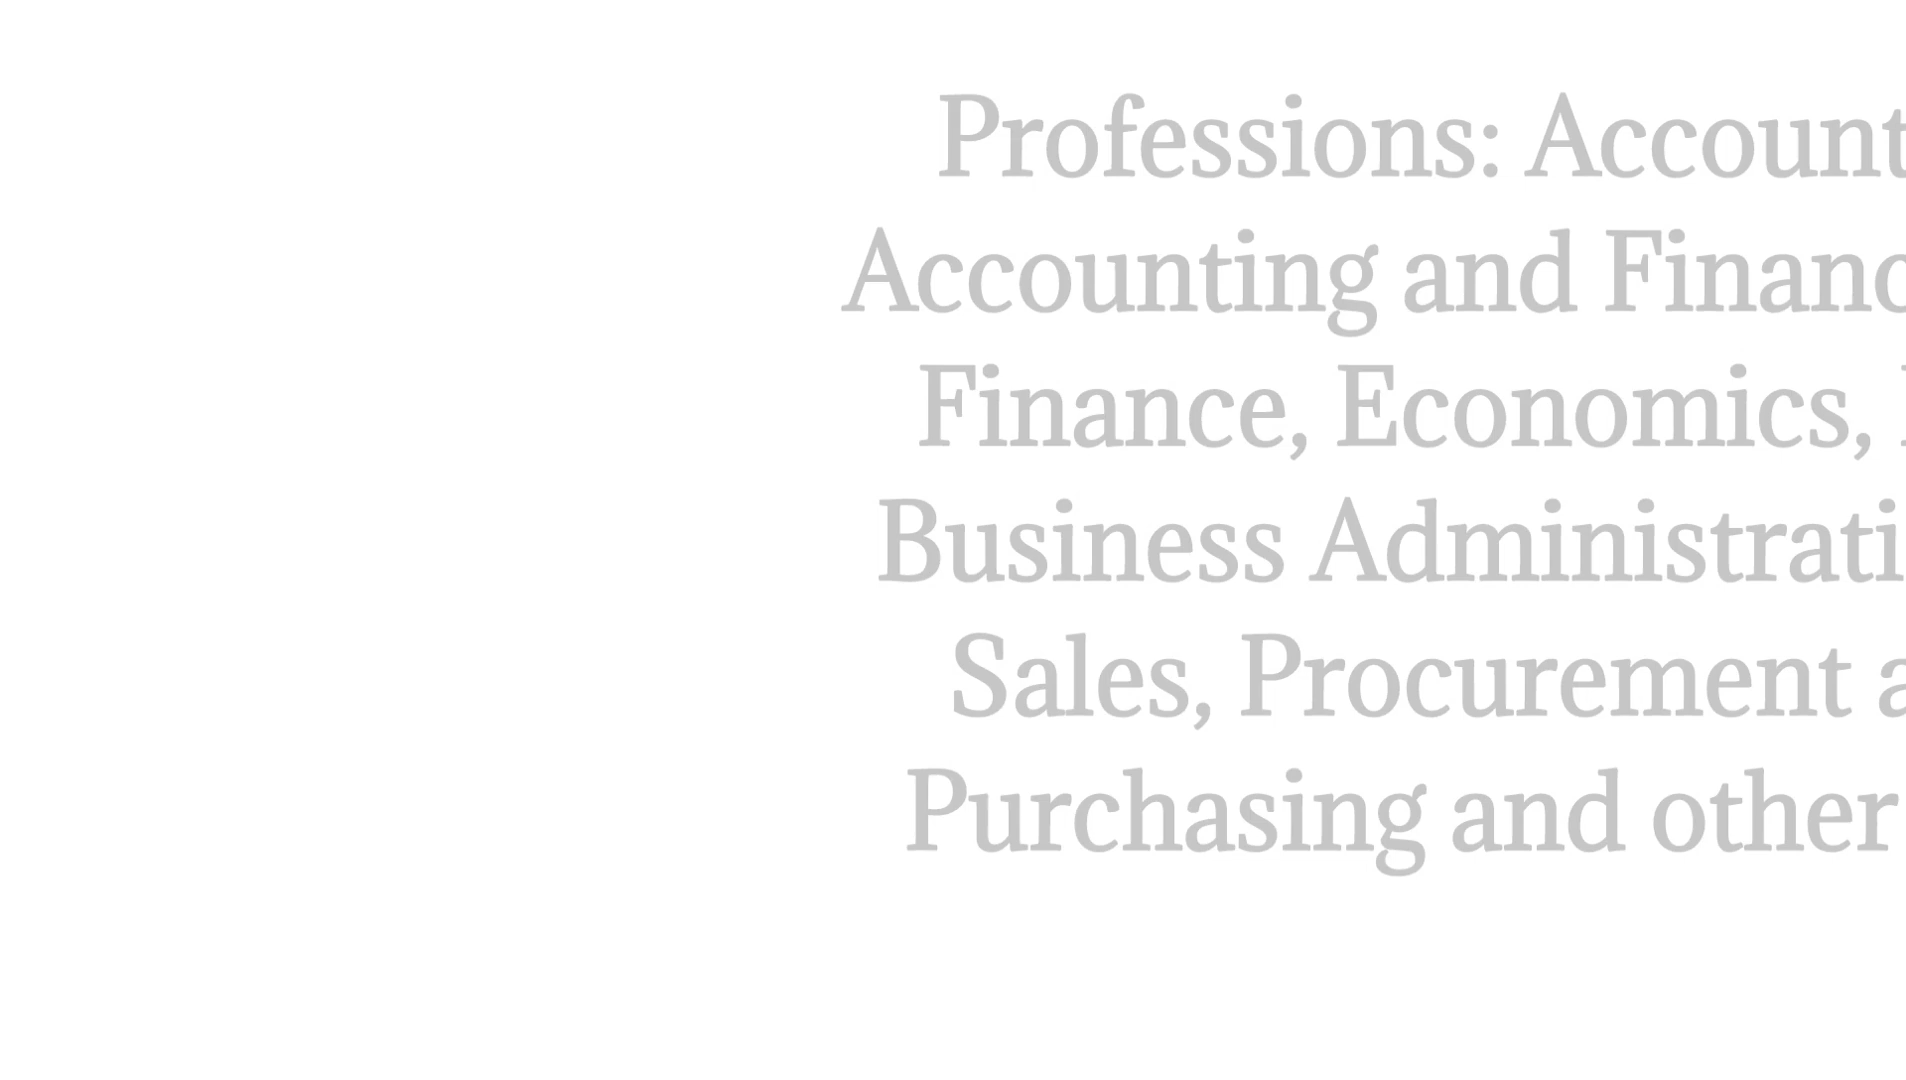 Professions: Account
Accounting and Financ
Finance, Economics,
Business Administrati
Sales, Procurement a
Purchasing and other